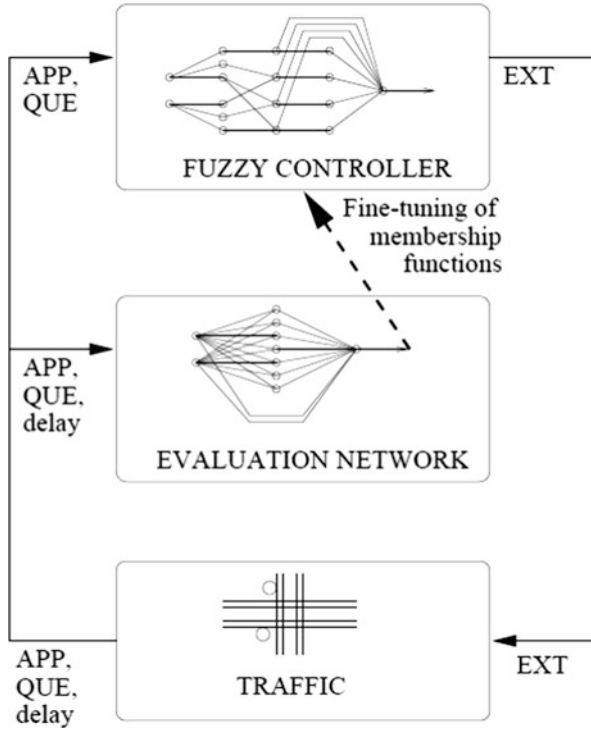 APP,
QUE
EXT
FUZZY CONTROLLER
Fine-tuning of
membership
functions
APP,
QUE,
delay
EVALUATION NETWORK
APP,
QUE,
delay
TRAFFIC
EXT